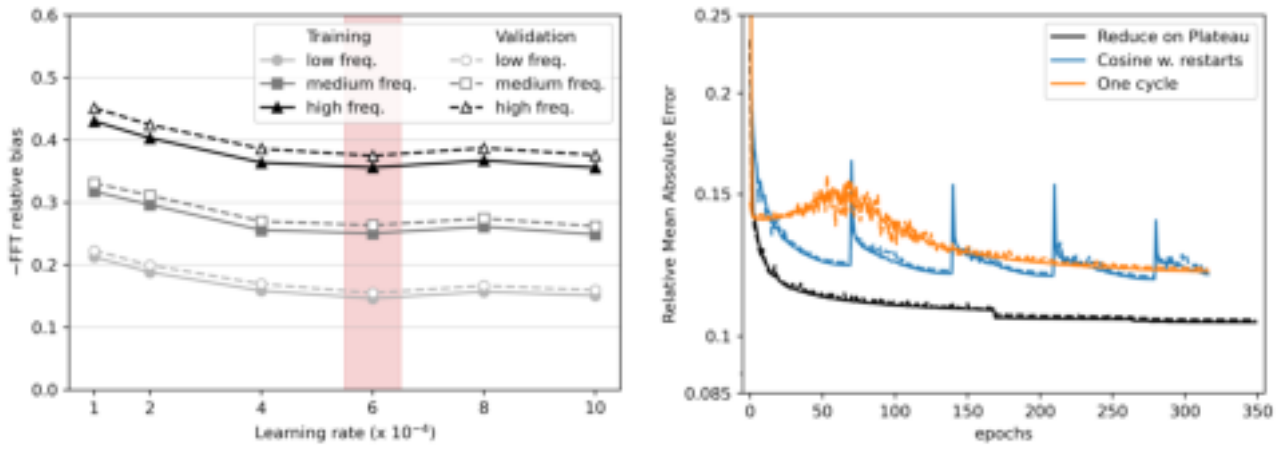 0.6
0.5
0.4
0.3
0.2
0.1
0.0
−FFT relative bias
Training
low freq.
medium freq.
high freq.
Validation
low freq.
medium freq.
high freq.
1 2 4 6 8 10
Learning rate (x 10⁻⁴)
0.25
0.2
0.15
0.1
0.085
Relative Mean Absolute Error
Reduce on Plateau
Cosine w. restarts
One cycle
0 50 100 150 200 250 300 350
epochs